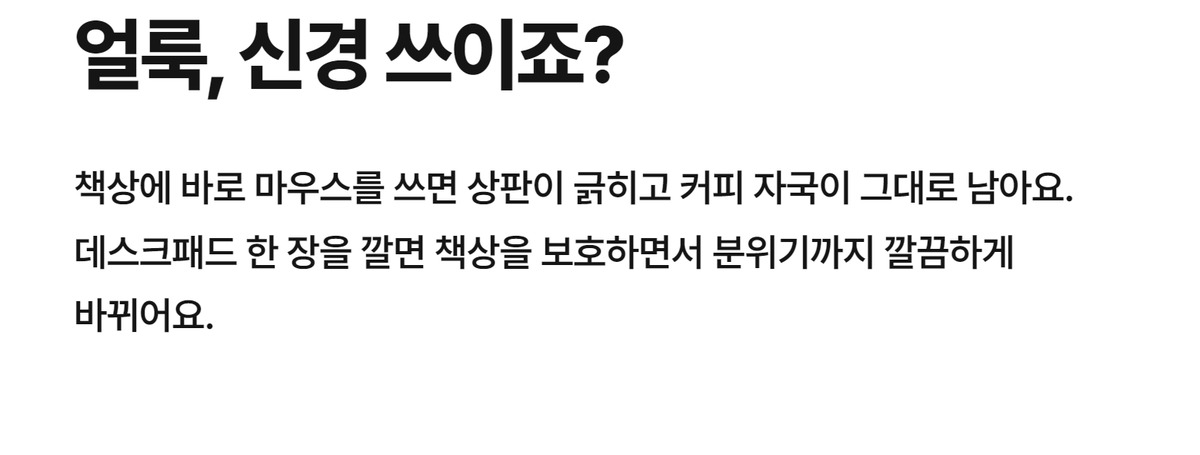 얼룩, 신경 쓰이죠?
책상에 바로 마우스를 쓰면 상판이 긁히고 커피 자국이 그대로 남아요.
데스크패드 한 장을 깔면 책상을 보호하면서 분위기까지 깔끔하게
바뀌어요.